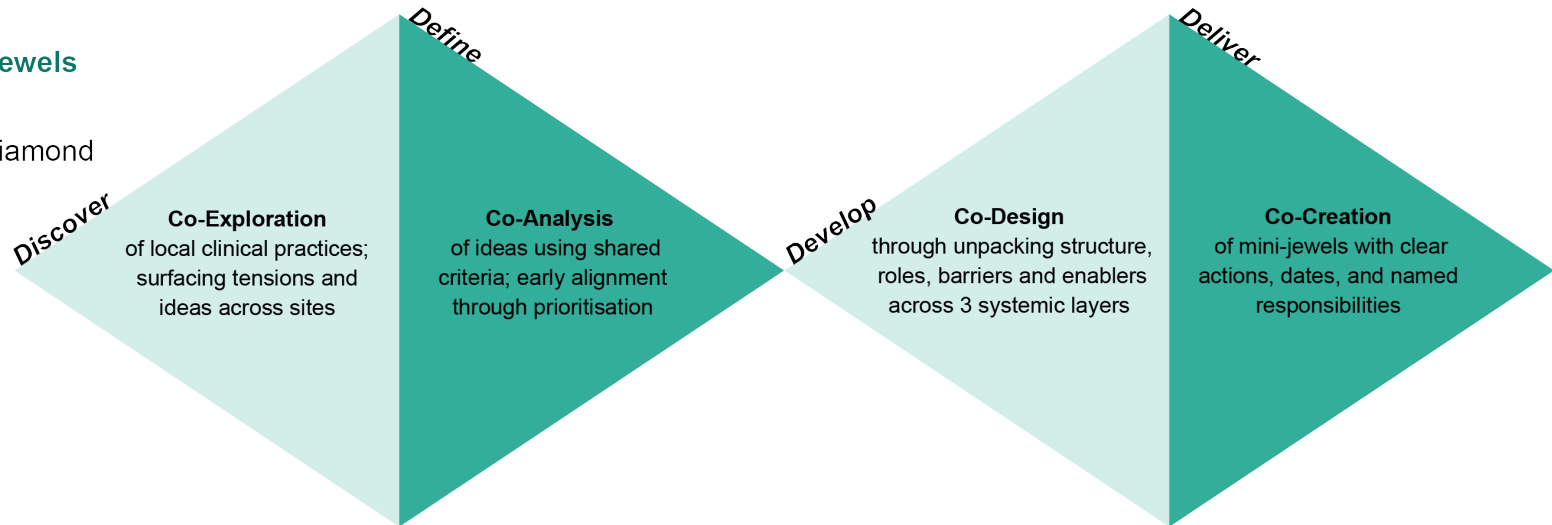 ewels
iamond
Discover
Co-Exploration
of local clinical practices;
surfacing tensions and
ideas across sites
Define
Co-Analysis
of ideas using shared
criteria; early alignment
through prioritisation
Develop
Co-Design
through unpacking structure,
roles, barriers and enablers
across 3 systemic layers
Deliver
Co-Creation
of mini-jewels with clear
actions, dates, and named
responsibilities